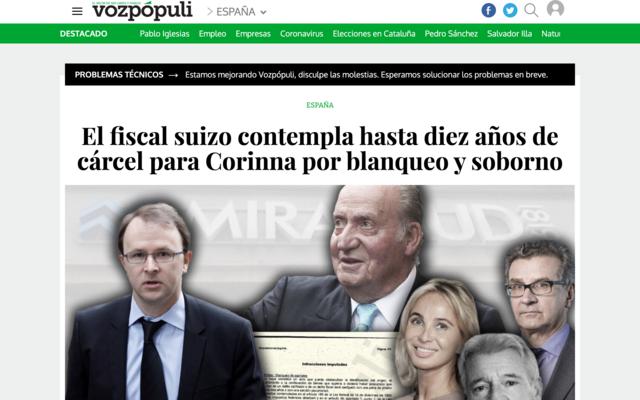 vozpópuli
ESPAÑA
DESTACADO Pablo Iglesias Empleo Empresas Coronavirus Elecciones en Cataluña Pedro Sánchez Salvador Illa Natu
PROBLEMAS TÉCNICOS → Estamos mejorando Vozpópuli, disculpe las molestias. Esperamos solucionar los problemas en breve.
ESPAÑA
El fiscal suizo contempla hasta diez años de
cárcel para Corinna por blanqueo y soborno
MIRA UD
Infracciones imputadas